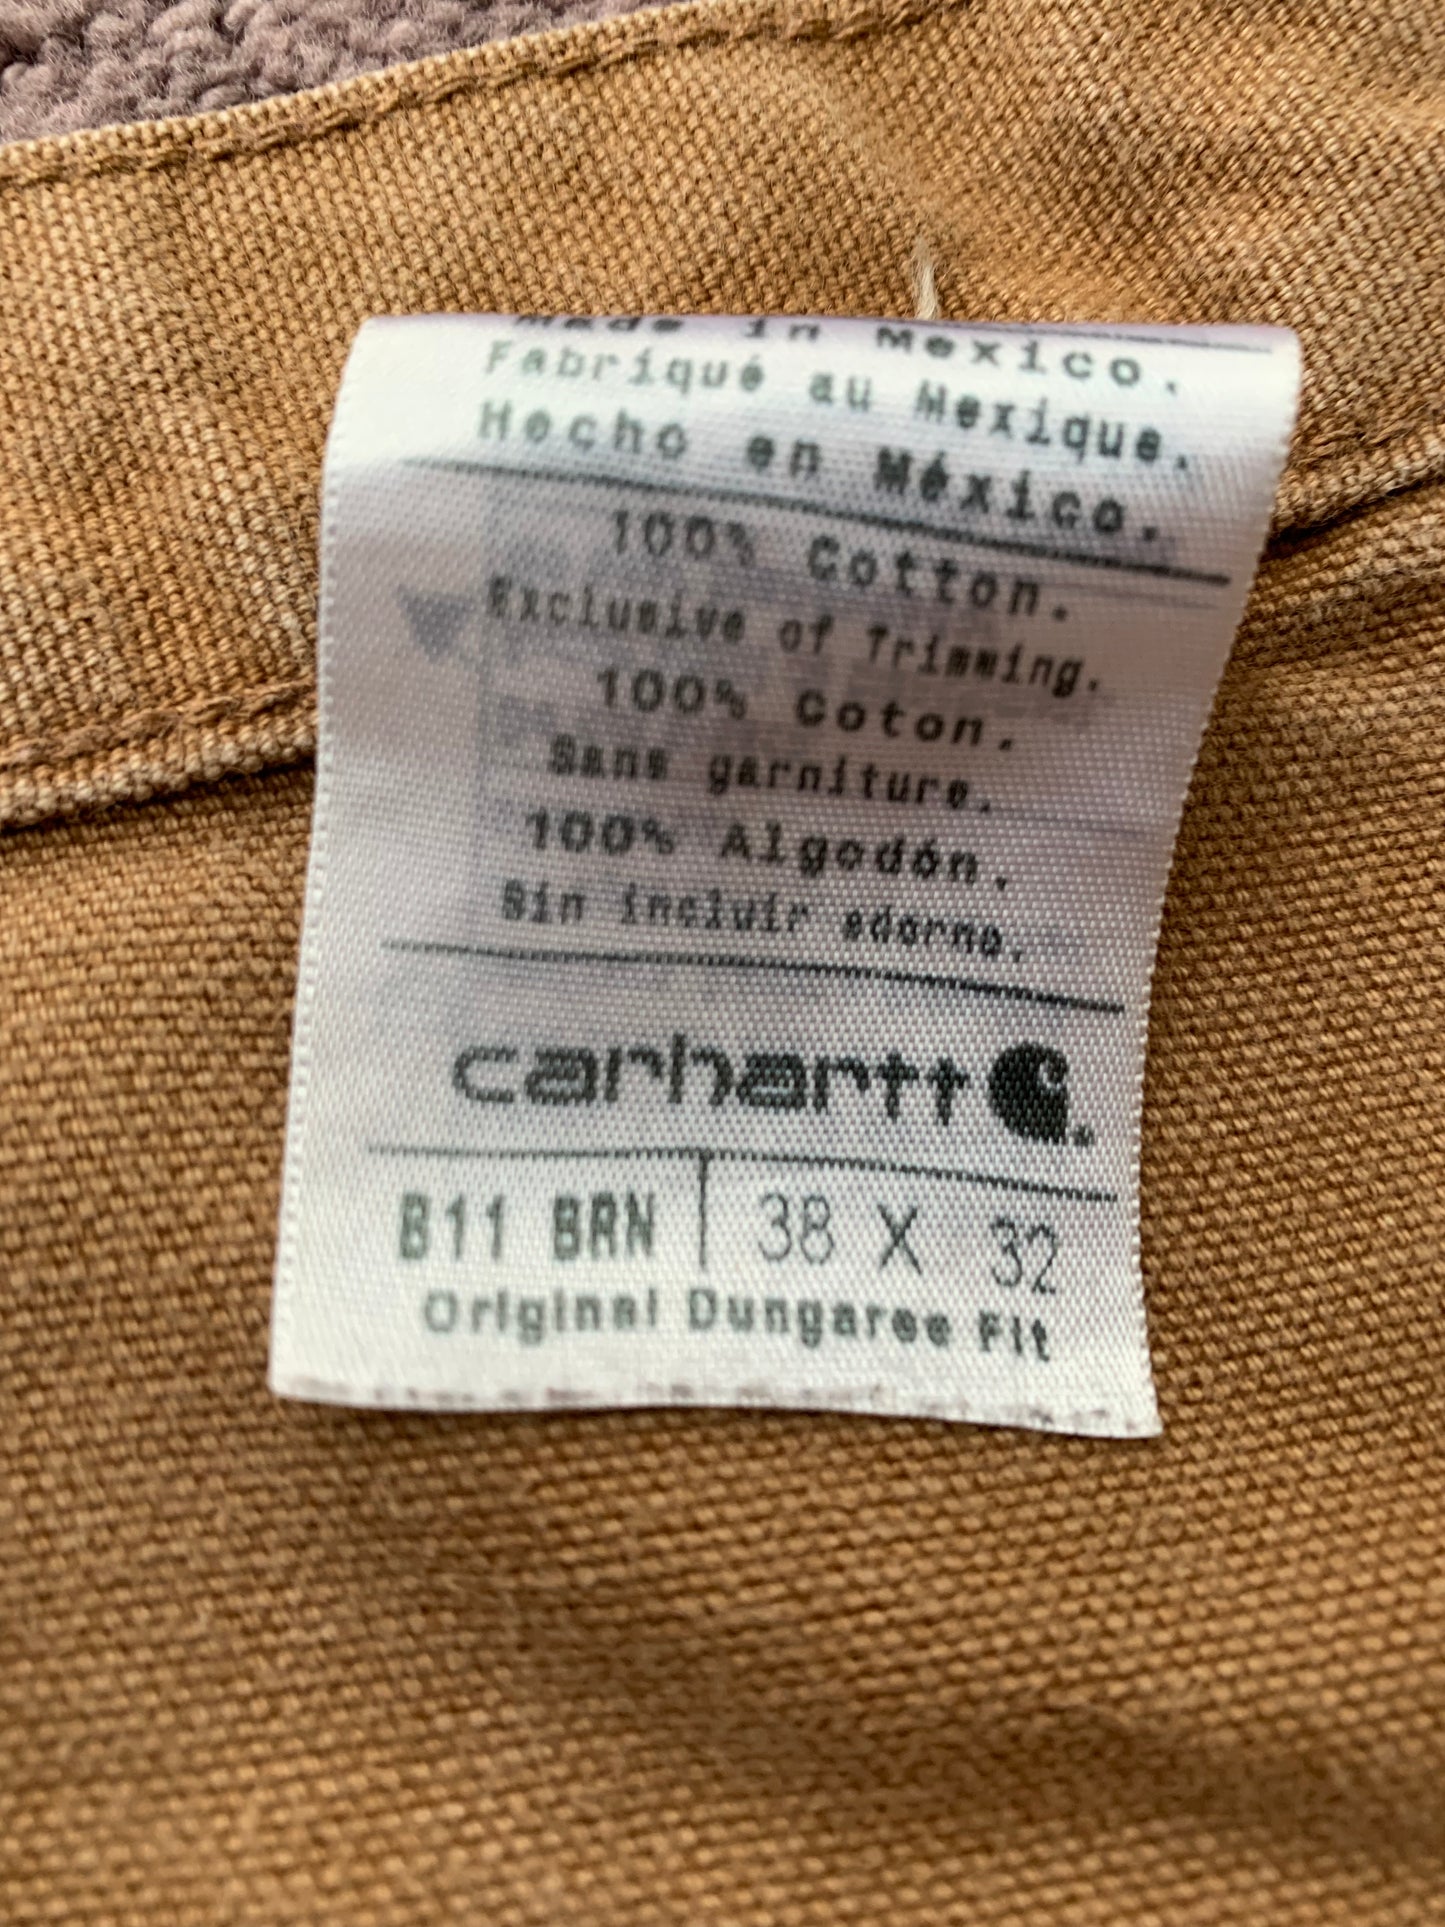 Made in Mexico.
Fabriqué au Mexique.
Hecho en México.
100% Cotton.
Exclusive of Trimming.
100% Coton.
Sans garniture.
100% Algodón.
Sin incluir adorno.
carhartt
B11 BRN 38 X 32
Original Dungaree Fit